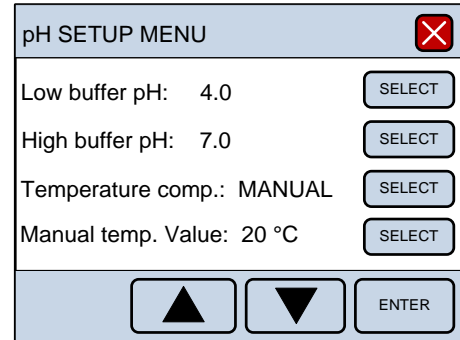 pH SETUP MENU
Low buffer pH: 4.0 SELECT
High buffer pH: 7.0 SELECT
Temperature comp.: MANUAL SELECT
Manual temp. Value: 20 °C SELECT
ENTER